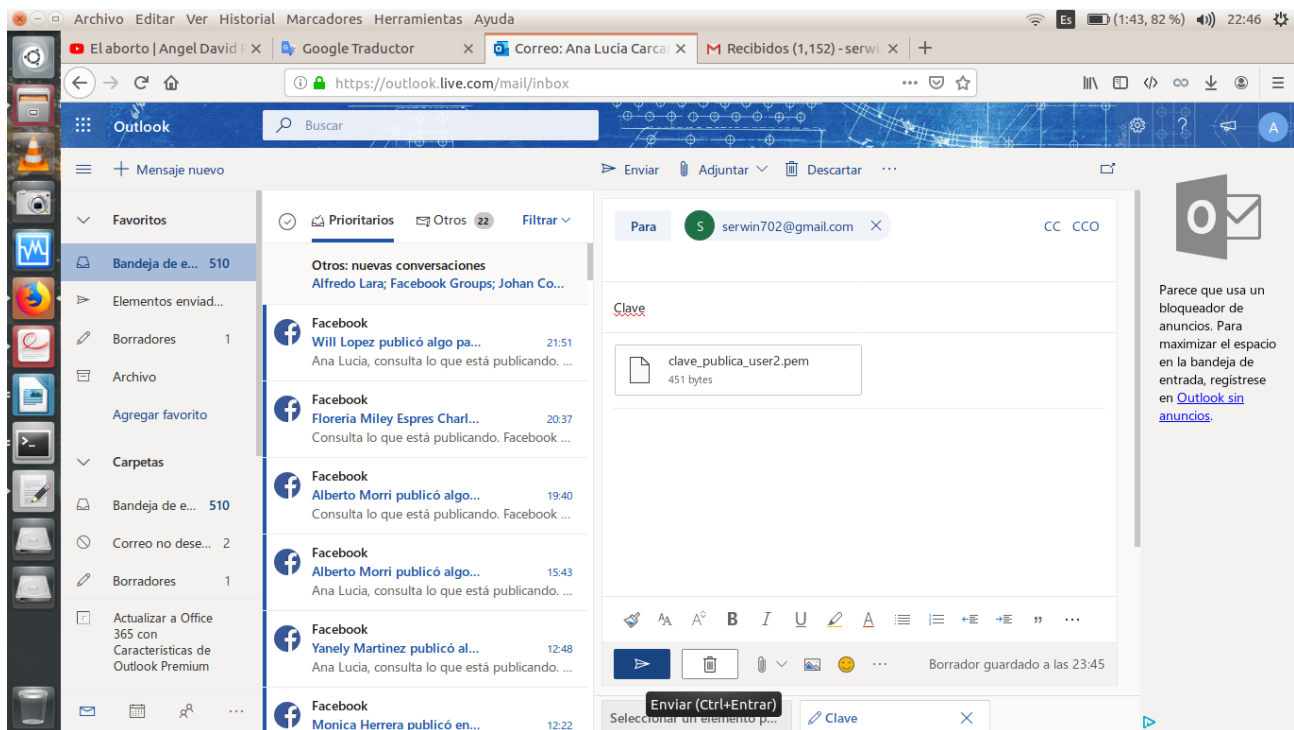 Archivo Editar Ver Historial Marcadores Herramientas Ayuda
Es (1:43, 82 %) 22:46
El aborto | Angel David
Google Traductor
Correo: Ana Lucia Carca
Recibidos (1,152) - serwi
https://outlook.live.com/mail/inbox
Outlook
Buscar
A
Mensaje nuevo
Enviar Adjuntar Descartar
Favoritos
Bandeja de e... 510
Elementos enviad...
Borradores 1
Archivo
Agregar favorito
Carpetas
Bandeja de e... 510
Correo no dese... 2
Borradores 1
Actualizar a Office
365 con
Características de
Outlook Premium
Prioritarios Otros 22 Filtrar
Otros: nuevas conversaciones
Alfredo Lara; Facebook Groups; Johan Co...
Facebook
Will Lopez publicó algo pa... 21:51
Ana Lucia, consulta lo que está publicando. ...
Facebook
Floreria Miley Espres Charl... 20:37
Consulta lo que está publicando. Facebook ...
Facebook
Alberto Morri publicó algo... 19:40
Consulta lo que está publicando. Facebook ...
Facebook
Alberto Morri publicó algo... 15:43
Ana Lucia, consulta lo que está publicando. ...
Facebook
Yanely Martinez publicó al... 12:48
Ana Lucia, consulta lo que está publicando. ...
Facebook
Monica Herrera publicó en... 12:22
Para S serwin702@gmail.com CC CCO
Clave
clave_publica_user2.pem
451 bytes
Borrador guardado a las 23:45
Enviar (Ctrl+Entrar)
Seleccionar un elemento p...
Clave
Parece que usa un
bloqueador de
anuncios. Para
maximizar el espacio
en la bandeja de
entrada, regístrese
en Outlook sin
anuncios.